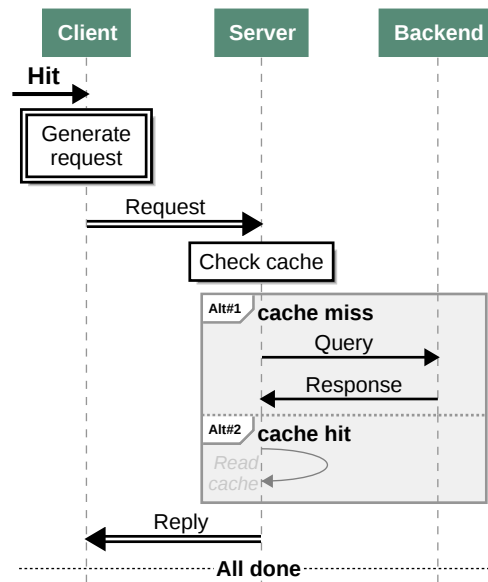 Client Server Backend
Hit
Generate
request
Request
Check cache
Alt#1 cache miss
Query
Response
Alt#2 cache hit
Read
cache
Reply
All done